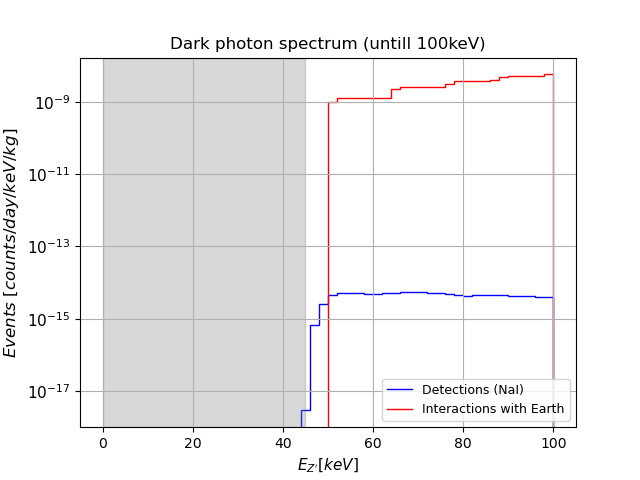 Dark photon spectrum (untill 100keV)
Events [counts/day/keV/kg]
10⁻⁹
10⁻¹¹
10⁻¹³
10⁻¹⁵
10⁻¹⁷
Detections (NaI)
Interactions with Earth
0 20 40 60 80 100
E_Z'[keV]